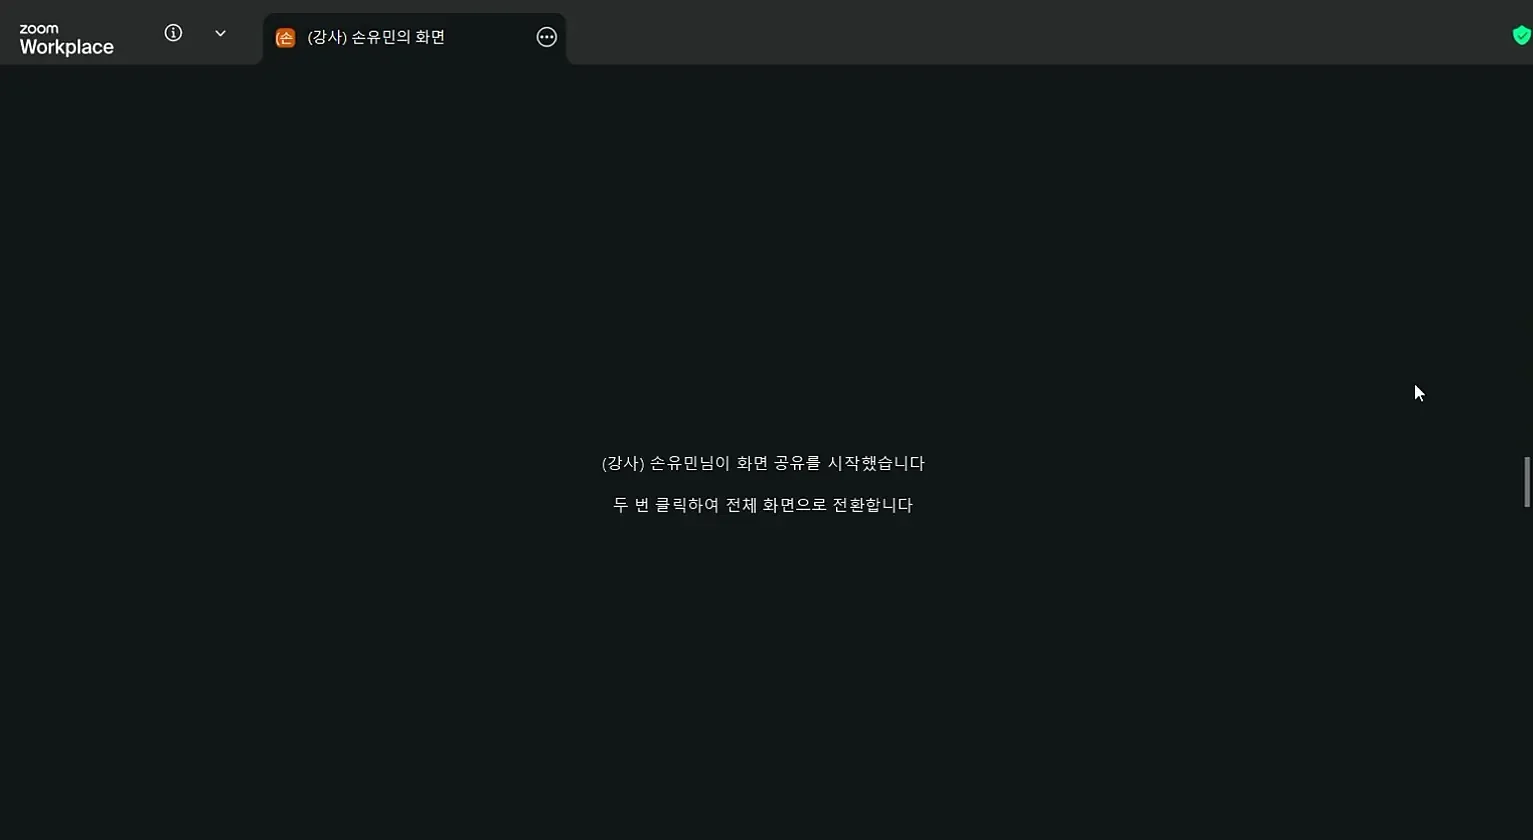 zoom
Workplace
(손 (강사) 손유민의 화면
(강사) 손유민님이 화면 공유를 시작했습니다
두 번 클릭하여 전체 화면으로 전환합니다